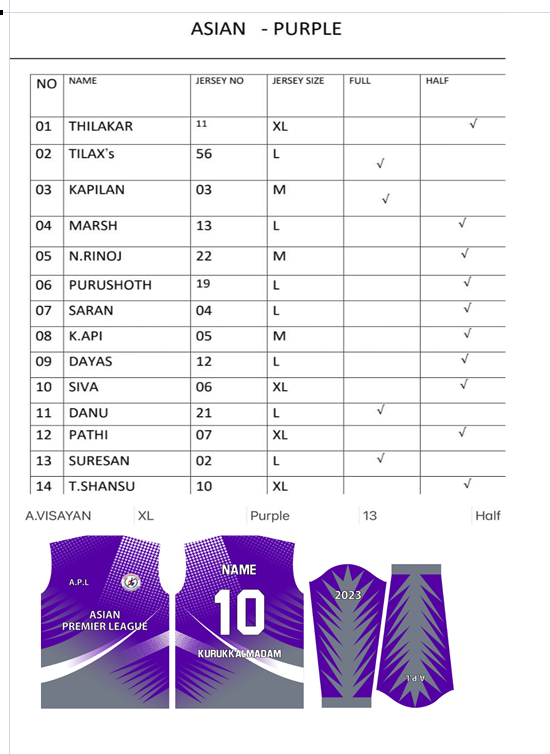 ASIAN - PURPLE
NO NAME JERSEY NO JERSEY SIZE FULL HALF
01 THILAKAR 11 XL √
02 TILAX's 56 L √
03 KAPILAN 03 M √
04 MARSH 13 L √
05 N.RINOJ 22 M √
06 PURUSHOTH 19 L √
07 SARAN 04 L √
08 K.API 05 M √
09 DAYAS 12 L √
10 SIVA 06 XL √
11 DANU 21 L √
12 PATHI 07 XL √
13 SURESAN 02 L √
14 T.SHANSU 10 XL √
A.VISAYAN XL Purple 13 Half
A.P.L
ASIAN
PREMIER LEAGUE
NAME
10
KURUKKALMADAM
2023
A.P.L